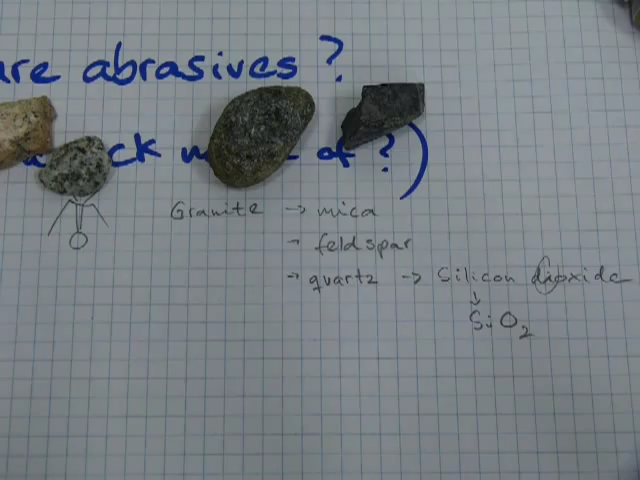 are abrasives ?
ck of ? )
Granite → mica
→ feldspar
→ quartz → Silicon dioxide
↓
SiO₂